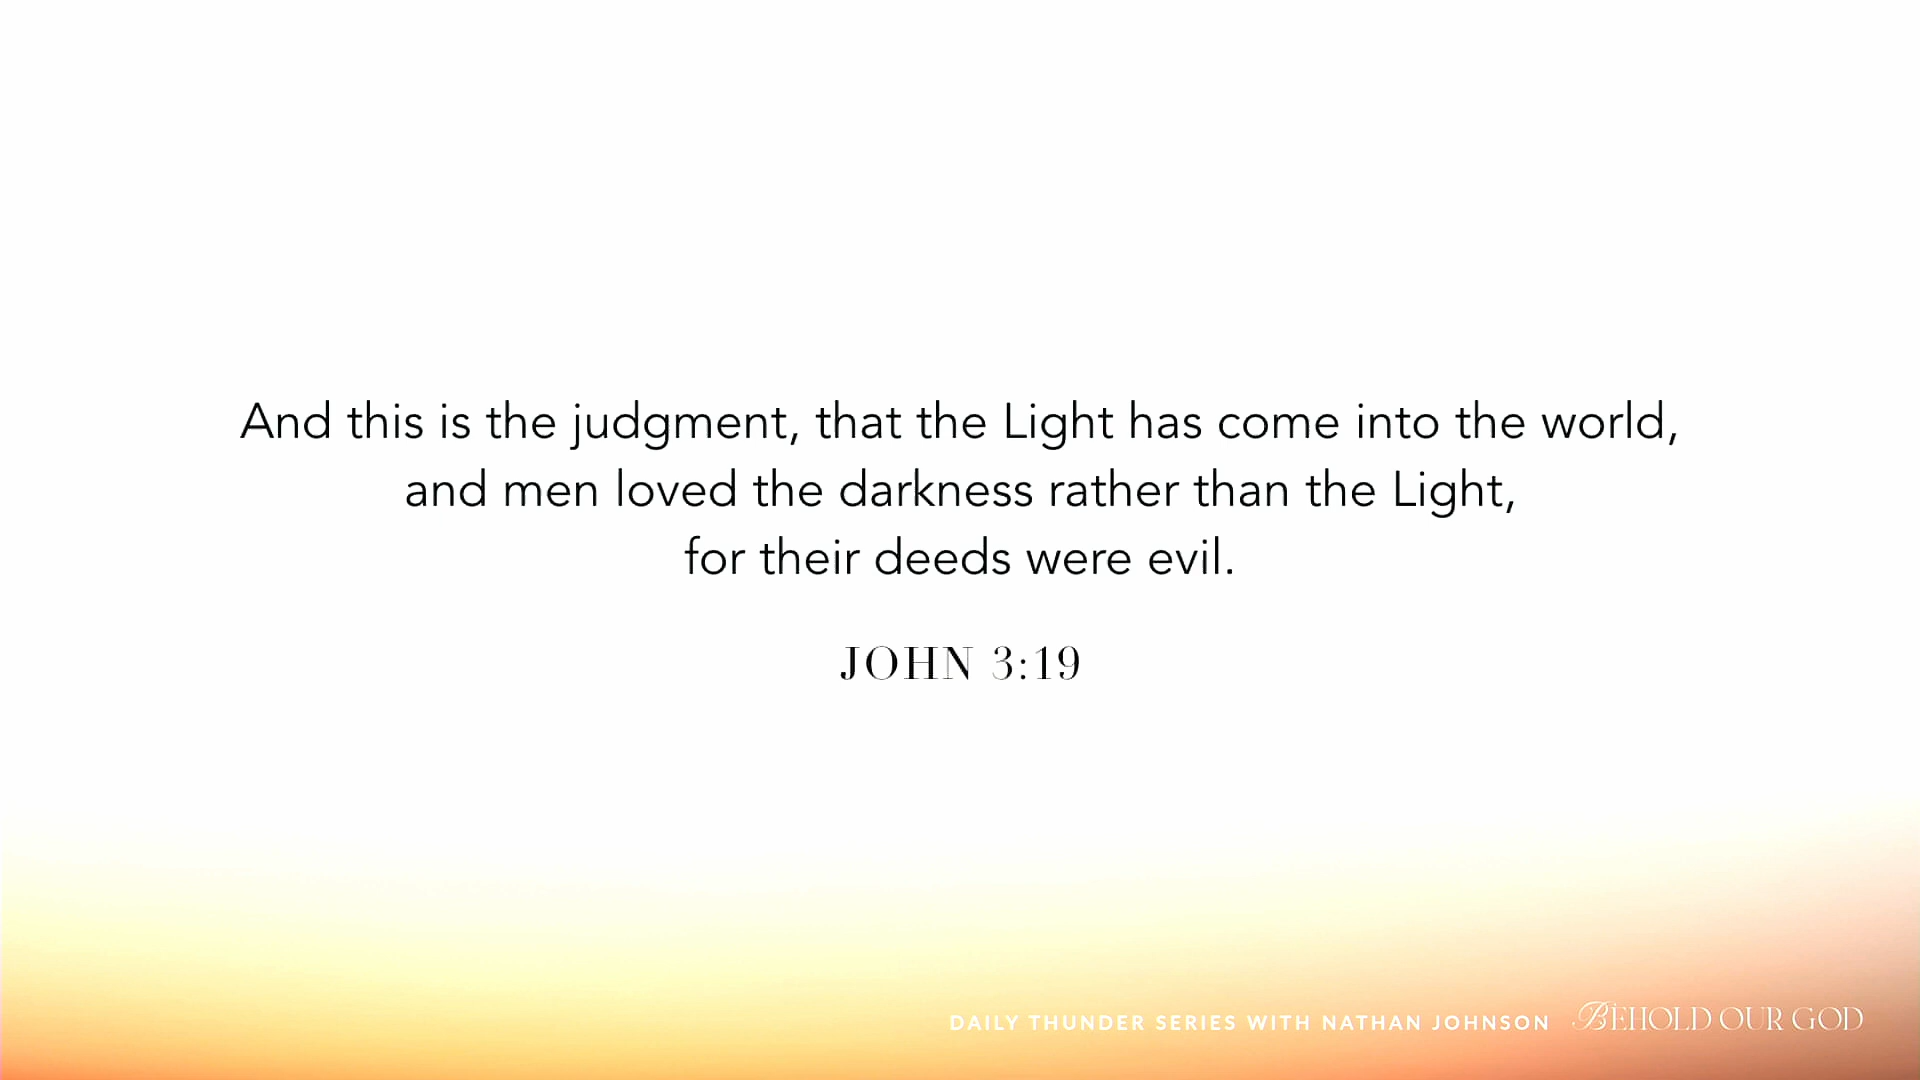 And this is the judgment, that the Light has come into the world,
and men loved the darkness rather than the Light,
for their deeds were evil.
JOHN 3:19
DAILY THUNDER SERIES WITH NATHAN JOHNSON BEHOLD OUR GOD